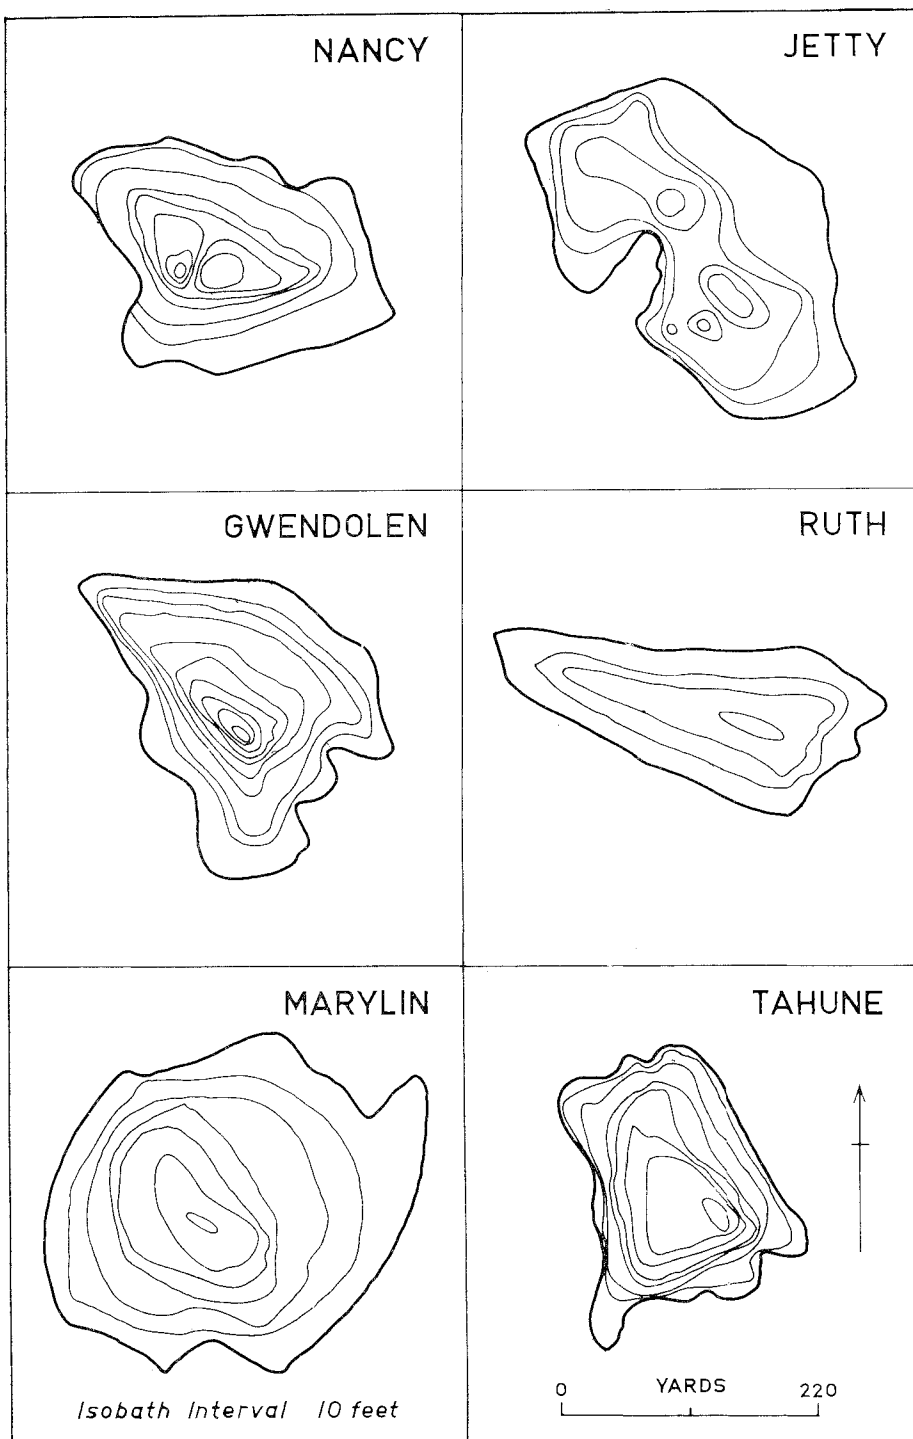 NANCY
JETTY
GWENDOLEN
RUTH
MARYLIN
TAHUNE
Isobath Interval 10 feet
0 YARDS 220